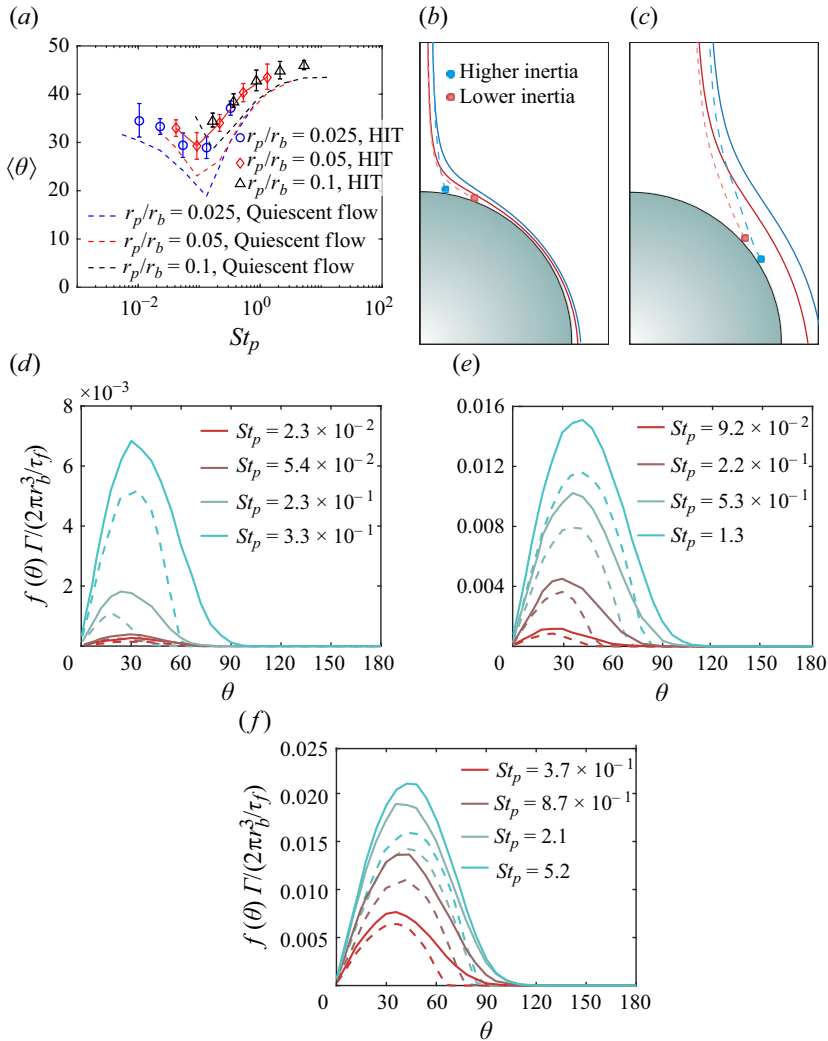 (a)
50
40
30
20
10
0
⟨θ⟩
r_p/r_b = 0.025, HIT
r_p/r_b = 0.05, HIT
r_p/r_b = 0.1, HIT
r_p/r_b = 0.025, Quiescent flow
r_p/r_b = 0.05, Quiescent flow
r_p/r_b = 0.1, Quiescent flow
10^−2 10^0 10^2
St_p
(b)
Higher inertia
Lower inertia
(c)
(d)
×10^−3
8
6
4
2
0 30 60 90 120 150 180
f (θ) Γ/(2πr_b^3/τ_f)
θ
St_p = 2.3 × 10^−2
St_p = 5.4 × 10^−2
St_p = 2.3 × 10^−1
St_p = 3.3 × 10^−1
(e)
0.016
0.012
0.008
0.004
0 30 60 90 120 150 180
f (θ) Γ/(2πr_b^3/τ_f)
θ
St_p = 9.2 × 10^−2
St_p = 2.2 × 10^−1
St_p = 5.3 × 10^−1
St_p = 1.3
(f)
0.025
0.020
0.015
0.010
0.005
0 30 60 90 120 150 180
f (θ) Γ/(2πr_b^3/τ_f)
θ
St_p = 3.7 × 10^−1
St_p = 8.7 × 10^−1
St_p = 2.1
St_p = 5.2